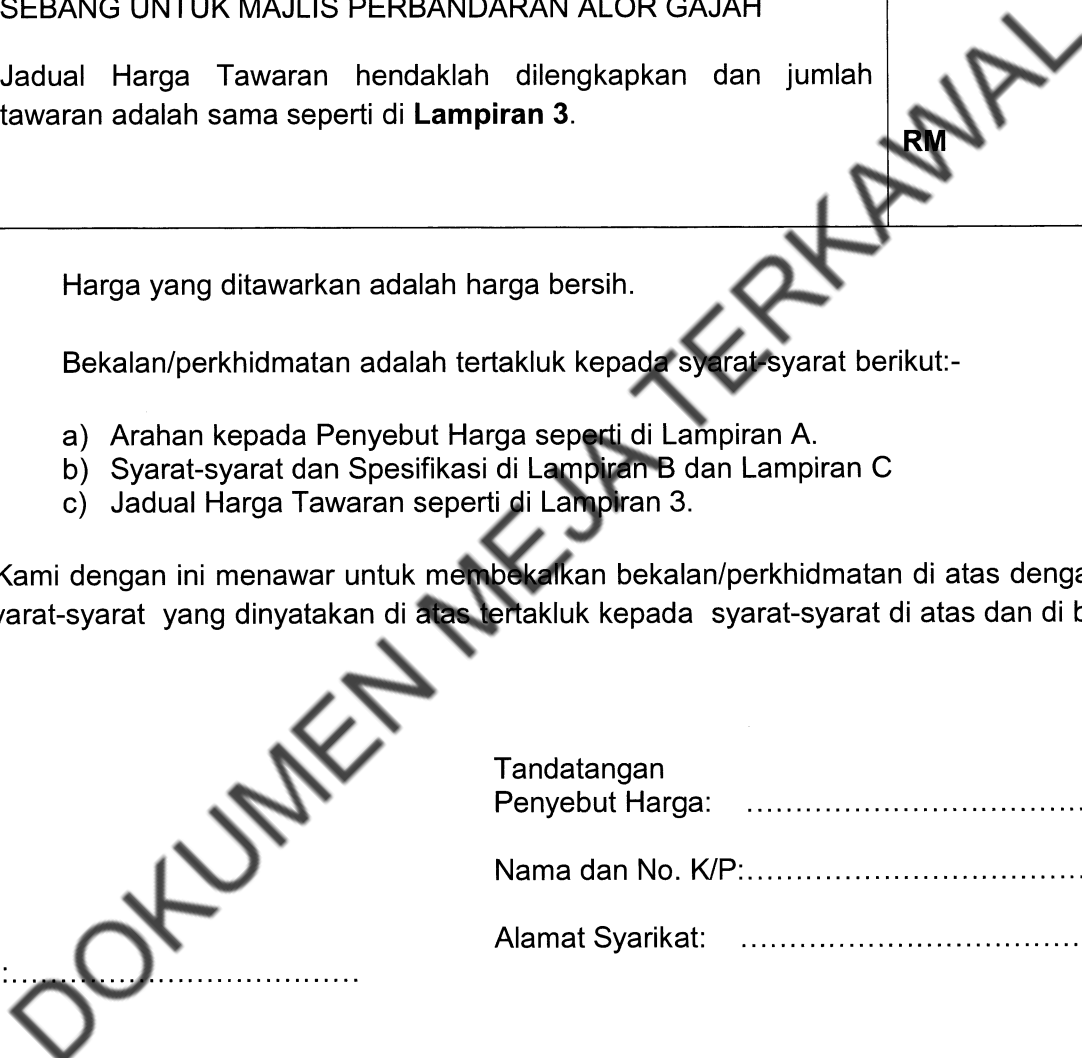 SEBANG UNTUK MAJLIS PERBANDARAN ALOR GAJAH
Jadual Harga Tawaran hendaklah dilengkapkan dan jumlah
tawaran adalah sama seperti di Lampiran 3.
RM
Harga yang ditawarkan adalah harga bersih.
Bekalan/perkhidmatan adalah tertakluk kepada syarat-syarat berikut:-
a) Arahan kepada Penyebut Harga seperti di Lampiran A.
b) Syarat-syarat dan Spesifikasi di Lampiran B dan Lampiran C
c) Jadual Harga Tawaran seperti di Lampiran 3.
Kami dengan ini menawar untuk membekalkan bekalan/perkhidmatan di atas denga
yarat-syarat yang dinyatakan di atas tertakluk kepada syarat-syarat di atas dan di b
Tandatangan
Penyebut Harga: ..................................
Nama dan No. K/P:..................................
Alamat Syarikat: ..................................
:...................................
DOKUMEN MEJA TERKAWAL